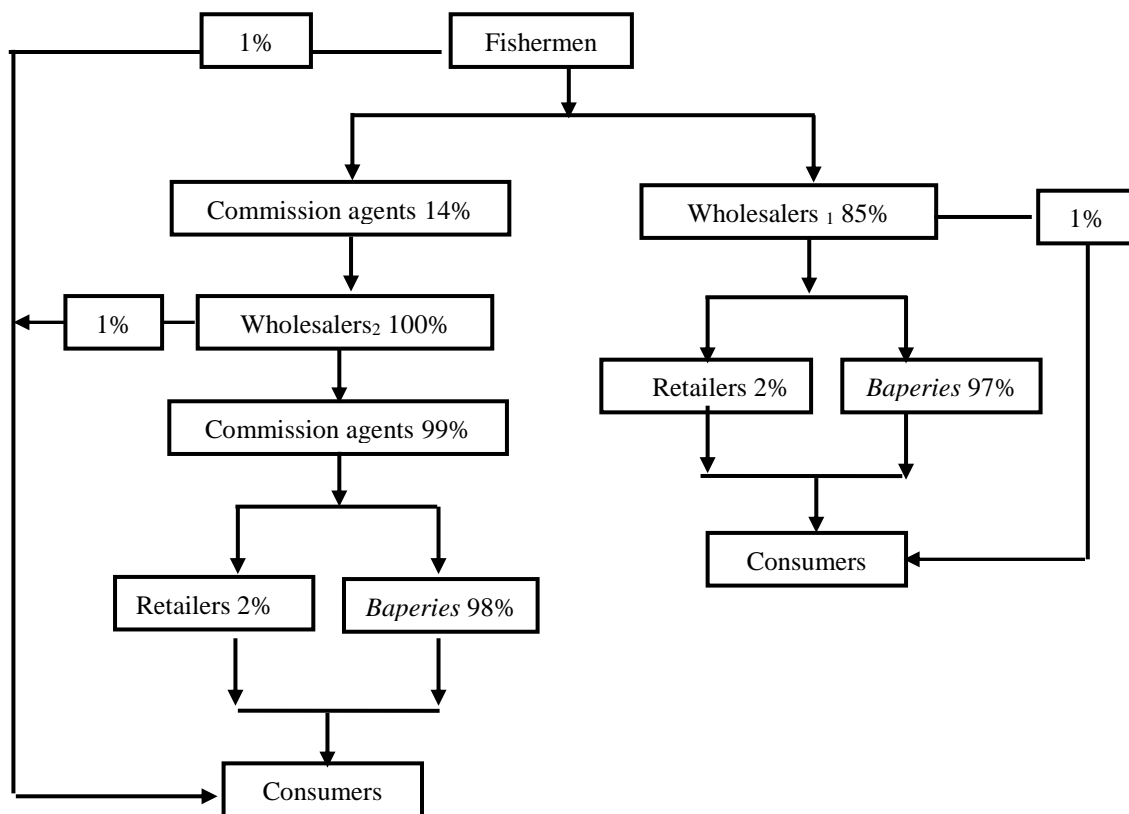 1%
Fishermen
Commission agents 14%
Wholesalers ₁ 85%
1%
1%
Wholesalers₂ 100%
Retailers 2%
Baperies 97%
Commission agents 99%
Consumers
Retailers 2%
Baperies 98%
Consumers